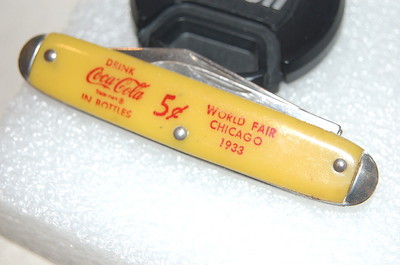 DRINK
Coca-Cola
IN BOTTLES
5¢
WORLD FAIR
CHICAGO
1933